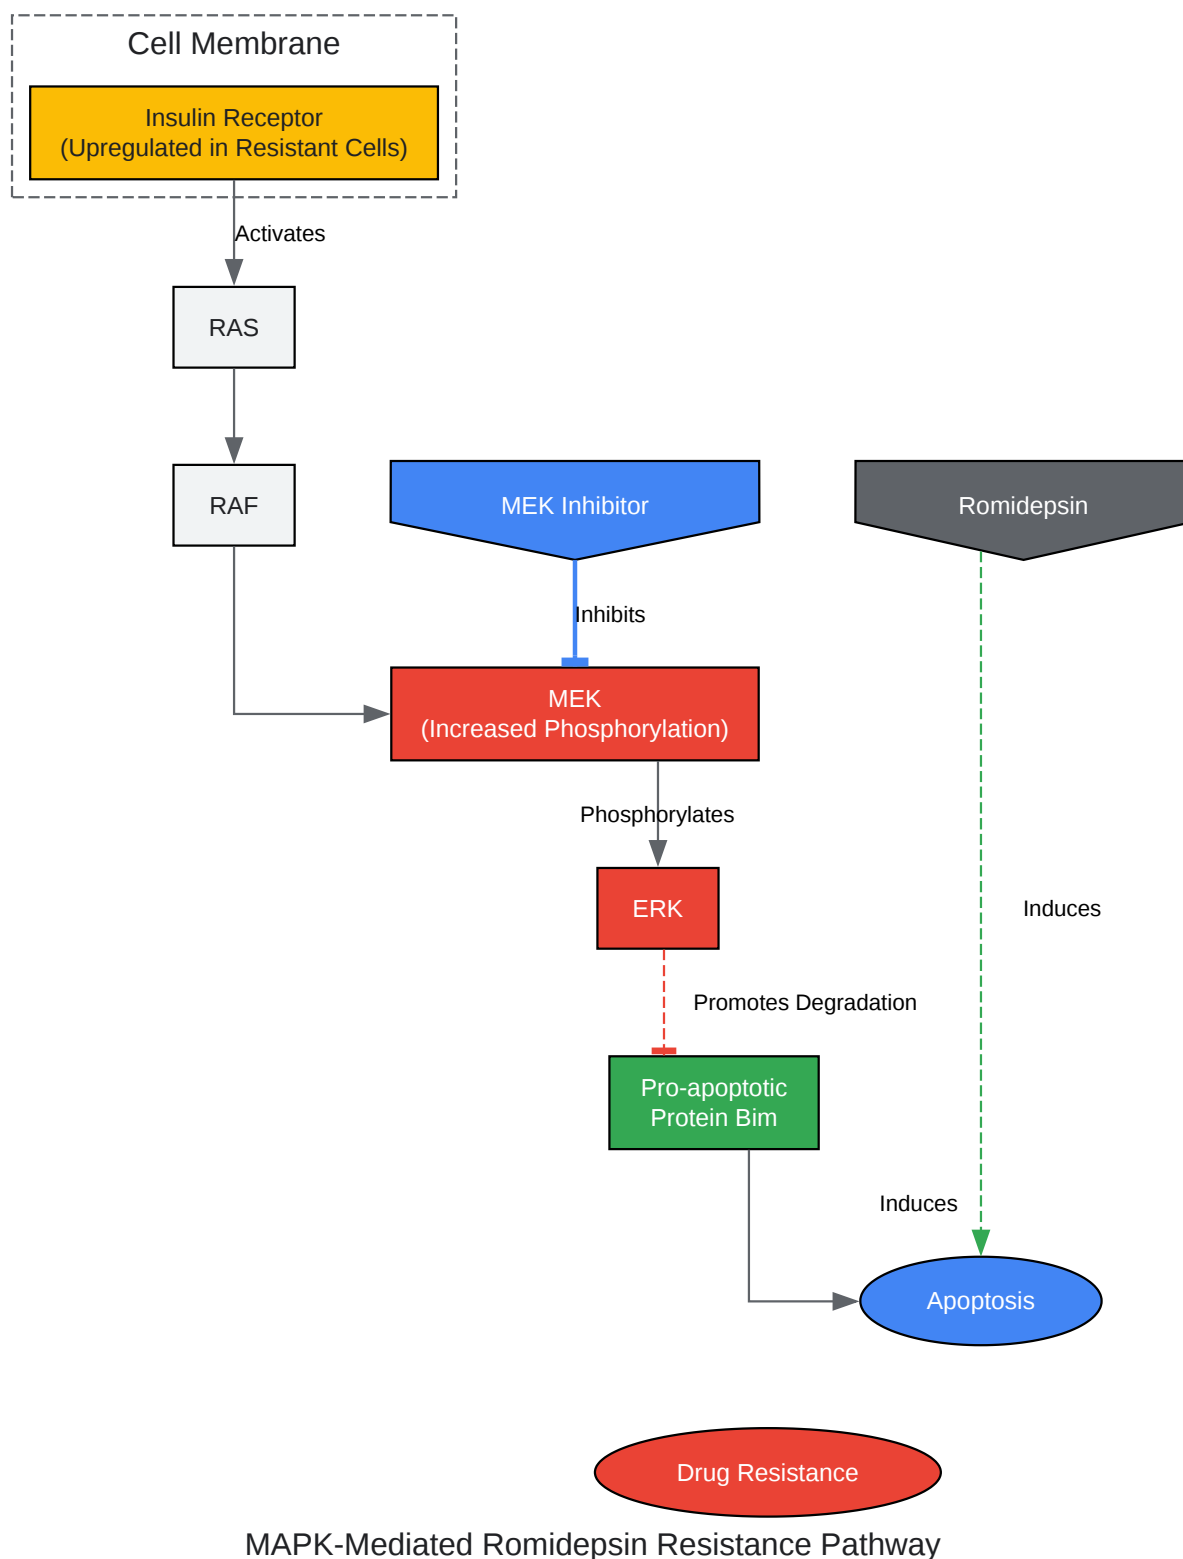 Cell Membrane
Insulin Receptor
(Upregulated in Resistant Cells)
Activates
RAS
RAF
MEK Inhibitor
Romidepsin
Inhibits
MEK
(Increased Phosphorylation)
Phosphorylates
ERK
Induces
Promotes Degradation
Pro-apoptotic
Protein Bim
Induces
Apoptosis
Drug Resistance
MAPK-Mediated Romidepsin Resistance Pathway